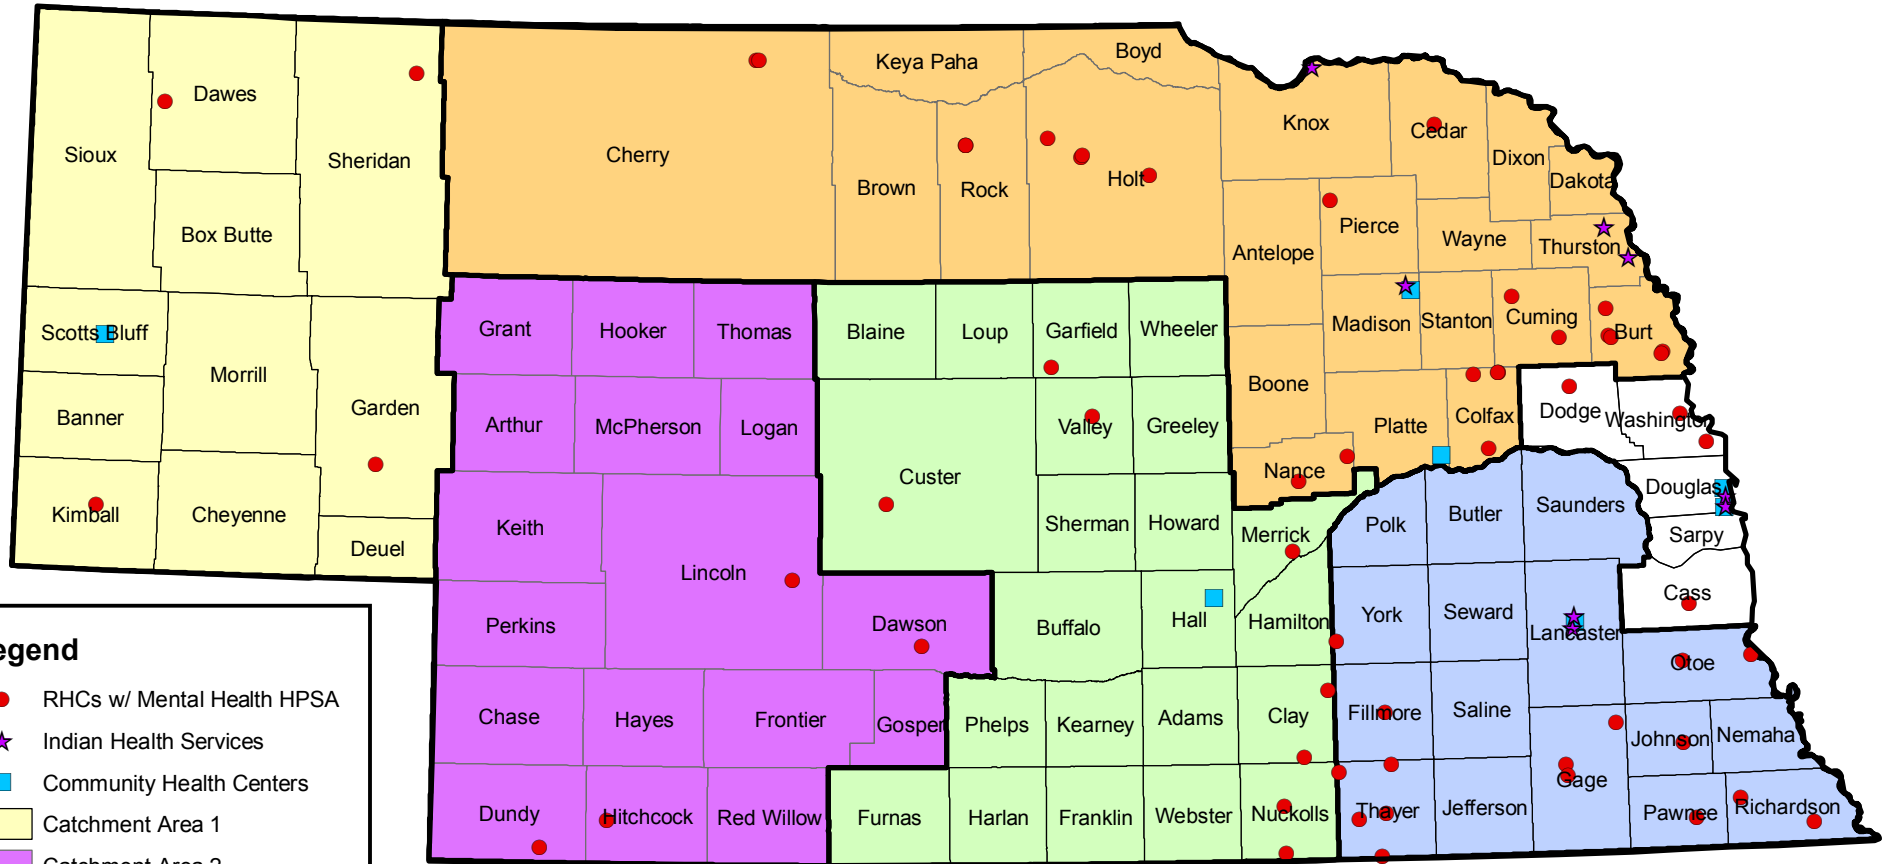 Boyd
Keya Paha
Dawes
Knox
Cedar
Sioux
Sheridan
Cherry
Dixon
Brown
Rock
Holt
Dakota
Box Butte
Pierce
Antelope
Wayne
Thurston
Scotts Bluff
Grant
Hooker
Thomas
Blaine
Loup
Garfield
Wheeler
Madison
Stanton
Cuming
Burt
Morrill
Boone
Banner
Garden
Arthur
McPherson
Logan
Valley
Greeley
Platte
Colfax
Dodge
Washington
Custer
Nance
Kimball
Cheyenne
Keith
Sherman
Howard
Merrick
Polk
Butler
Saunders
Douglas
Sarpy
Deuel
Lincoln
Cass
Perkins
Dawson
Buffalo
Hall
Hamilton
York
Seward
Lancaster
Otoe
Chase
Hayes
Frontier
Gosper
Phelps
Kearney
Adams
Clay
Fillmore
Saline
Johnson
Nemaha
Gage
Dundy
Hitchcock
Red Willow
Furnas
Harlan
Franklin
Webster
Nuckolls
Thayer
Jefferson
Pawnee
Richardson
egend
RHCs w/ Mental Health HPSA
Indian Health Services
Community Health Centers
Catchment Area 1
Catchment Area 2